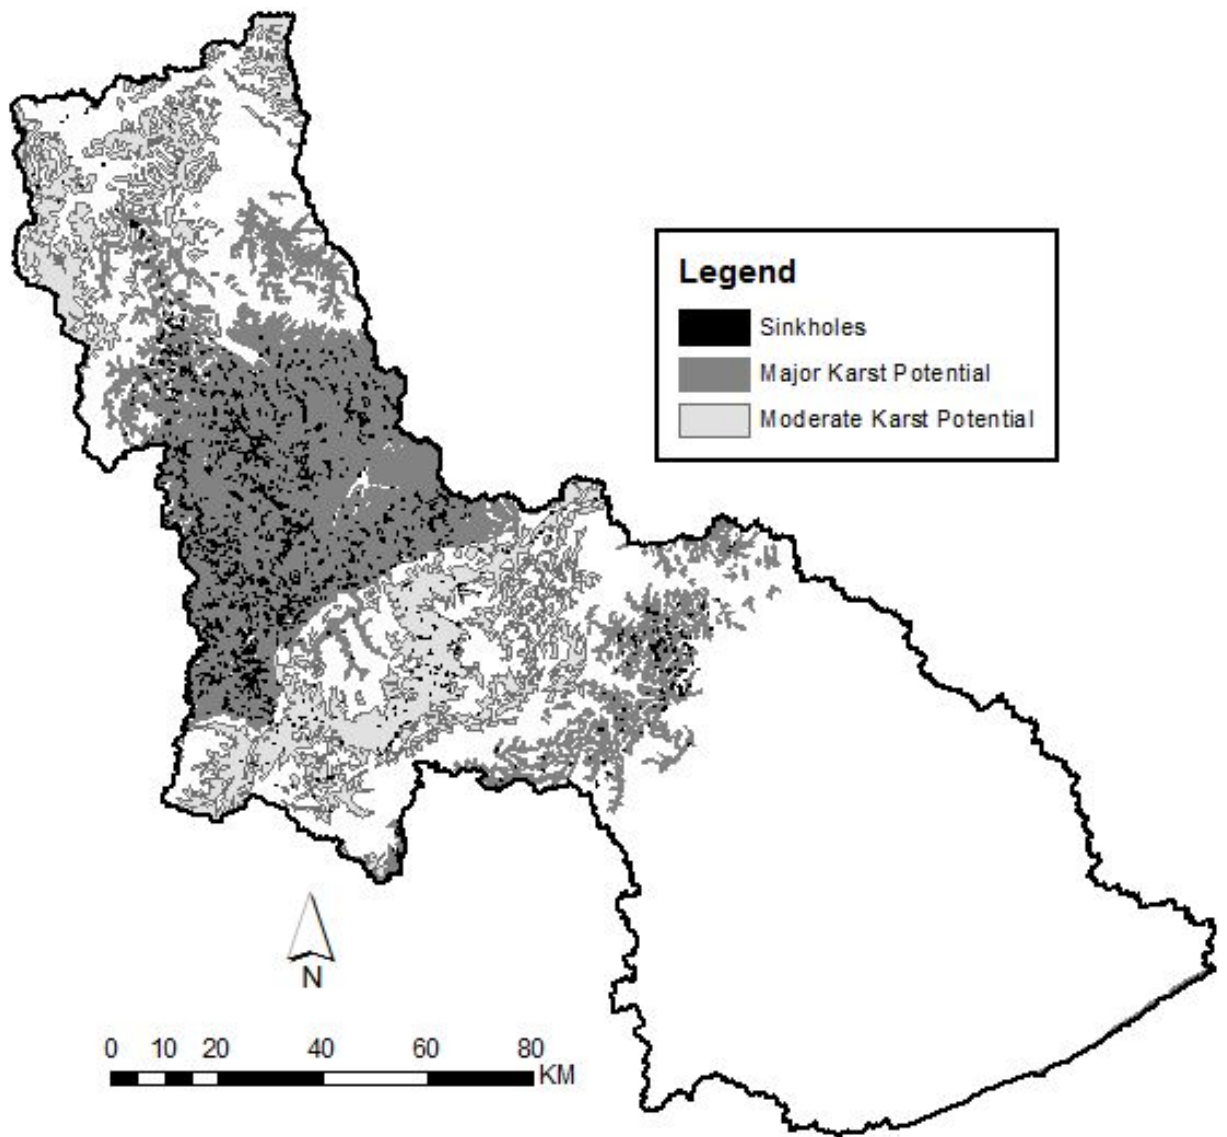 Legend
Sinkholes
Major Karst Potential
Moderate Karst Potential
N
0 10 20 40 60 80
KM